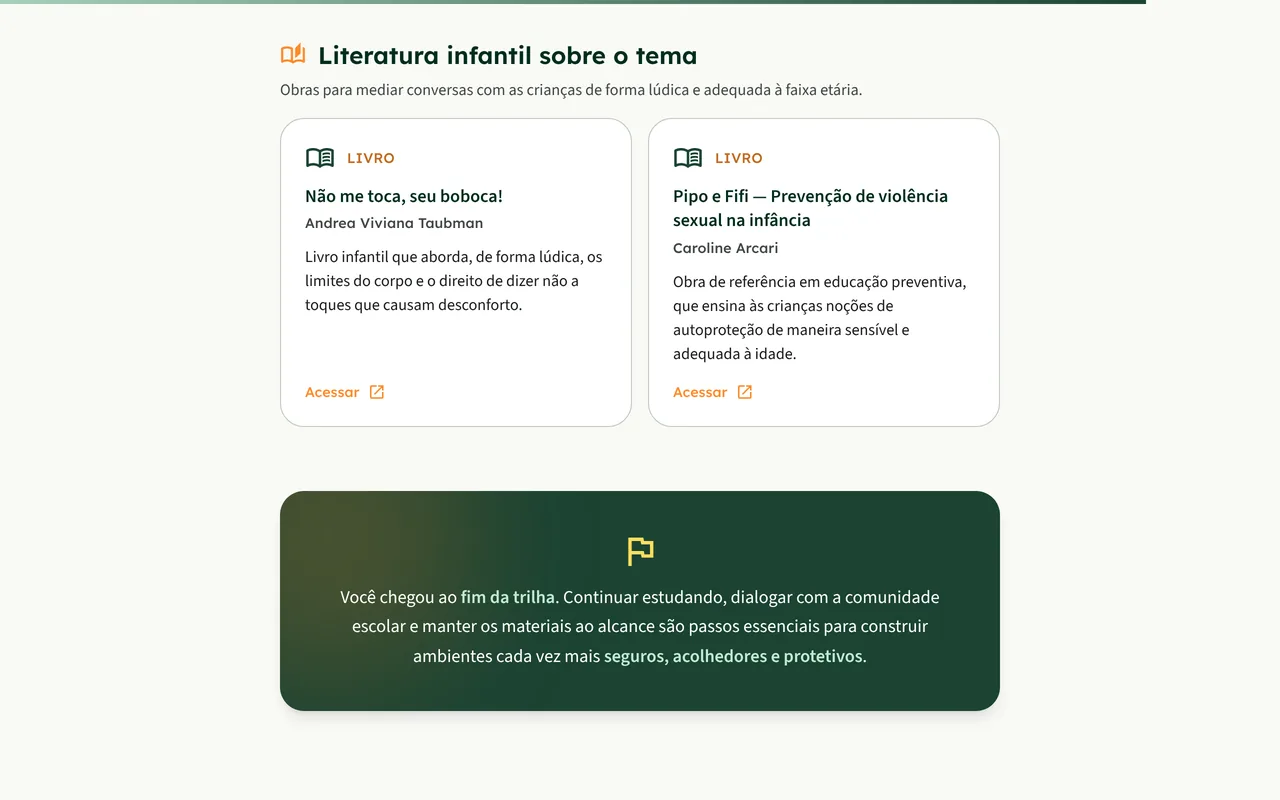 Literatura infantil sobre o tema
Obras para mediar conversas com as crianças de forma lúdica e adequada à faixa etária.
LIVRO
Não me toca, seu boboca!
Andrea Viviana Taubman
Livro infantil que aborda, de forma lúdica, os
limites do corpo e o direito de dizer não a
toques que causam desconforto.
Acessar
LIVRO
Pipo e Fifi — Prevenção de violência
sexual na infância
Caroline Arcari
Obra de referência em educação preventiva,
que ensina às crianças noções de
autoproteção de maneira sensível e
adequada à idade.
Acessar
Você chegou ao fim da trilha. Continuar estudando, dialogar com a comunidade
escolar e manter os materiais ao alcance são passos essenciais para construir
ambientes cada vez mais seguros, acolhedores e protetivos.